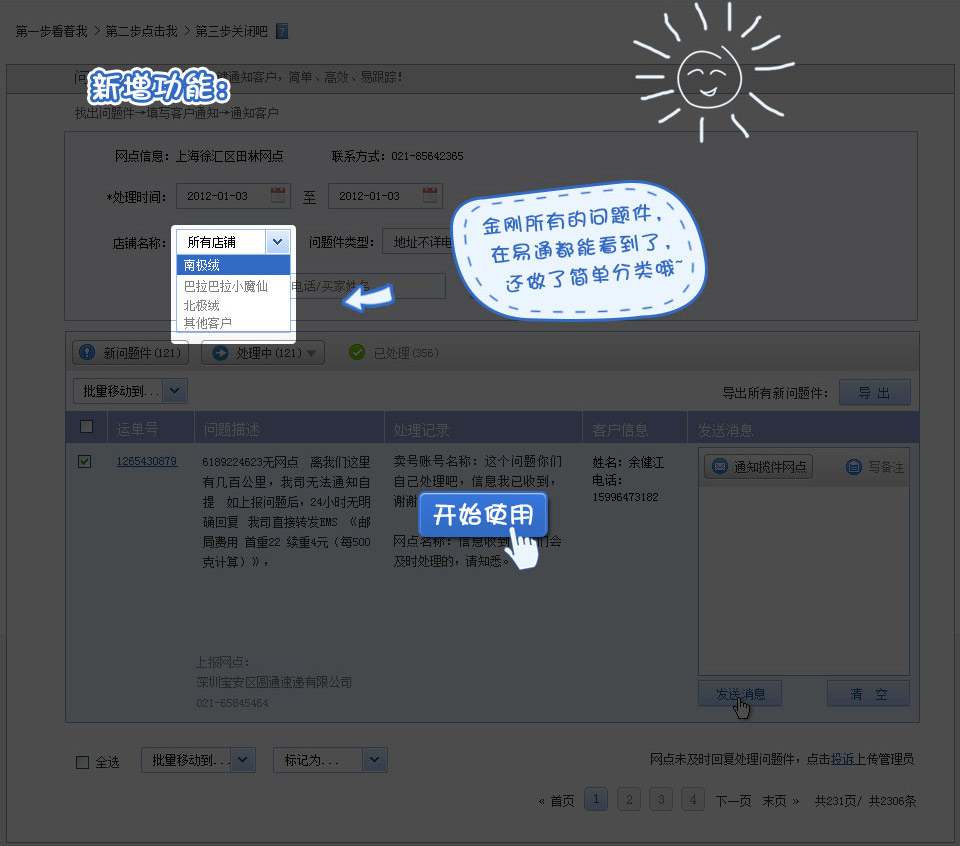 第一步看看我 > 第二步点击我 > 第三步关闭吧 ?
通知客户，简单、高效、易跟踪！
新增功能：
找出问题件→填写客户通知→通知客户
网点信息：上海徐汇区田林网点 联系方式：021-85642365
*处理时间： 2012-01-03 至 2012-01-03
店铺名称： 所有店铺 问题件类型： 地址不详电
南极绒
巴拉巴拉小魔仙
北极绒
其他客户
电话/买家姓名
金刚所有的问题件，
在易通都能看到了，
还做了简单分类哦~
新问题件(121) 处理中(121) 已处理(356)
批量移动到... 导出所有新问题件： 导 出
运单号 问题描述 处理记录 客户信息 发送消息
1265430879
6189224623无网点 离我们这里
有几百公里，我司无法通知自
提 如上报问题后，24小时无明
确回复 我司直接转发EMS 《邮
局费用 首重22 续重4元（每500
克计算）》，
卖号账号名称：这个问题你们
自己处理吧，信息我已收到，
谢谢
网点名称：信息收到 们会
及时处理的，请知悉。
姓名：余健江
电话：
15996473182
通知揽件网点 写备注
开始使用
上报网点：
深圳宝安区圆通速递有限公司
021-65845464
发送消息 清 空
全选 批量移动到... 标记为...
网点未及时回复处理问题件，点击投诉上传管理员
« 首页 1 2 3 4 下一页 末页 » 共231页/ 共2306条